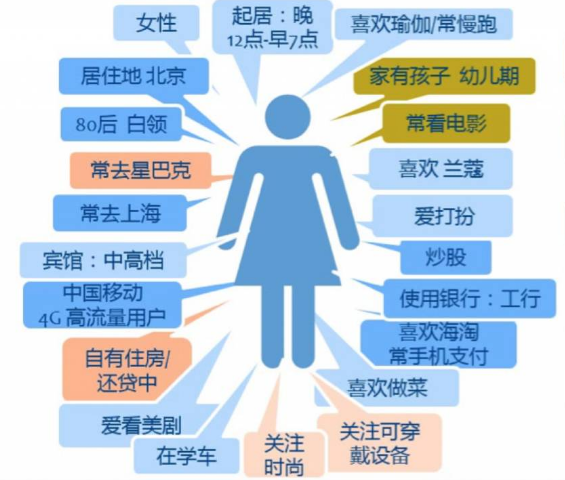 女性
起居：晚
12点-早7点
喜欢瑜伽/常慢跑
居住地 北京
家有孩子 幼儿期
80后 白领
常看电影
常去星巴克
喜欢 兰蔻
常去上海
爱打扮
宾馆：中高档
炒股
中国移动
4G 高流量用户
使用银行：工行
喜欢海淘
常手机支付
自有住房/
还贷中
喜欢做菜
爱看美剧
关注可穿
戴设备
在学车
关注
时尚